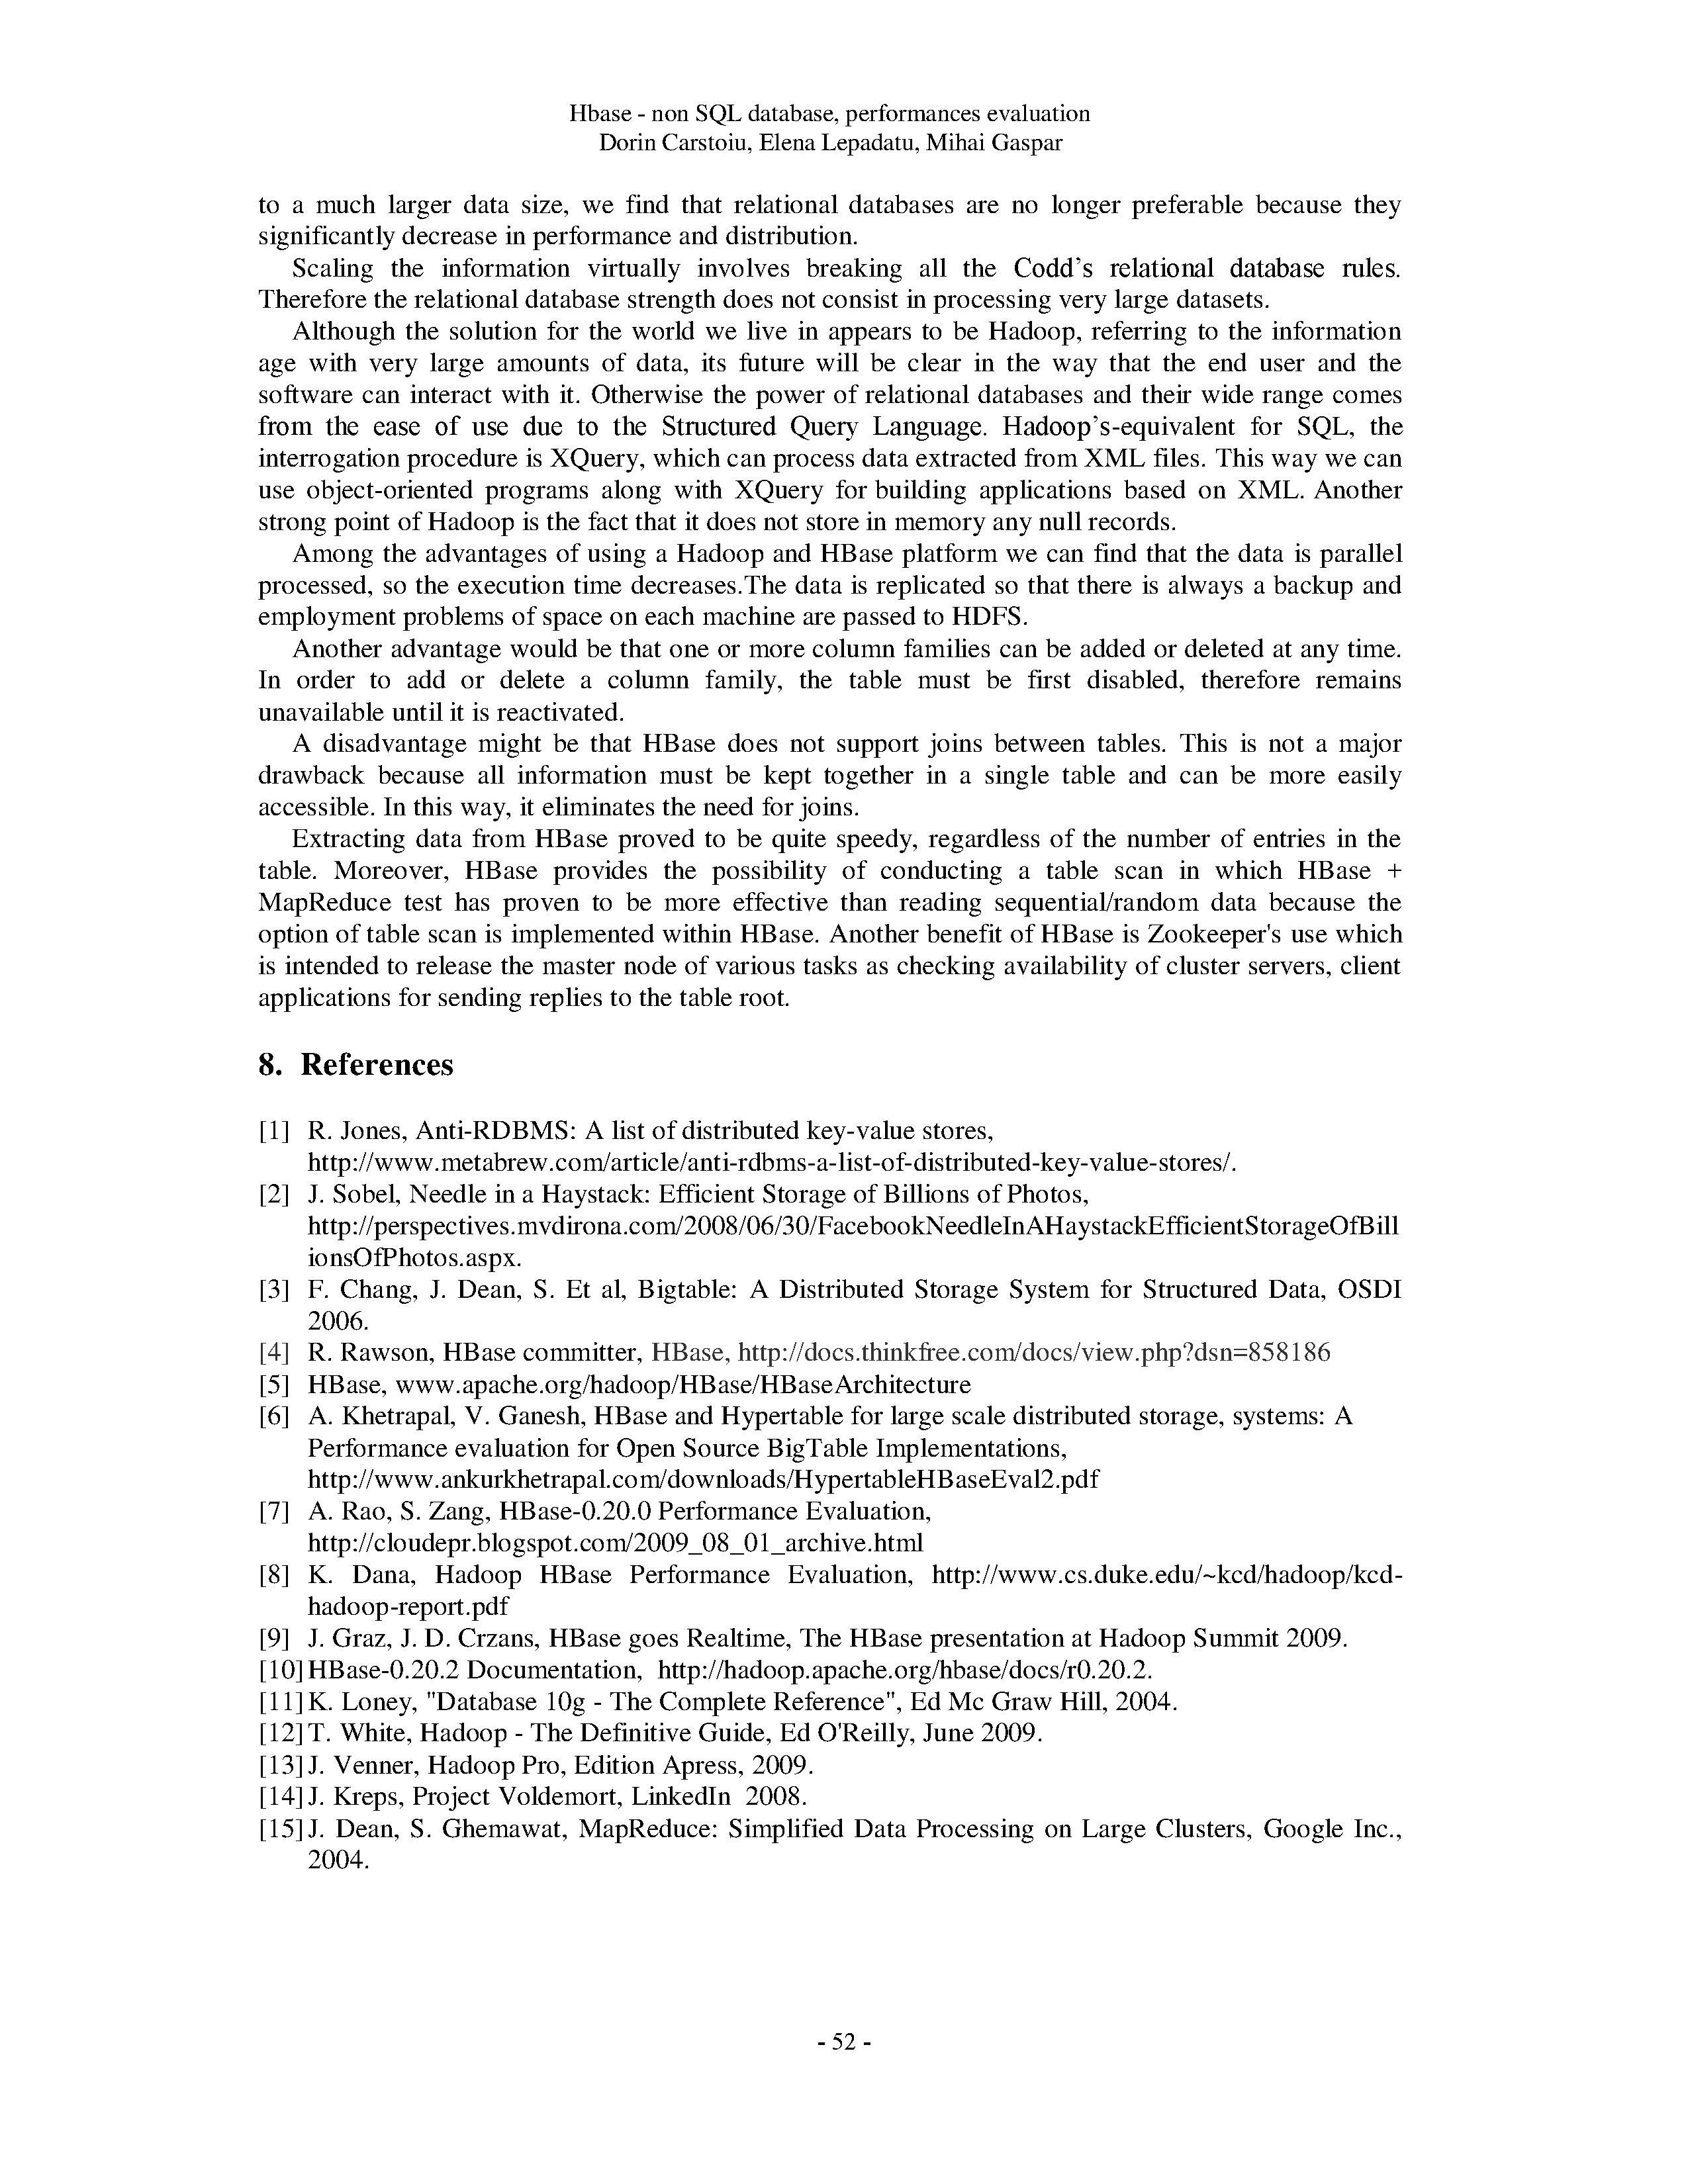 Hbase - non SQL database, performances evaluation
Dorin Carstoiu, Elena Lepadatu, Mihai Gaspar
to a much larger data size, we find that relational databases are no longer preferable because they
significantly decrease in performance and distribution.
Scaling the information virtually involves breaking all the Codd’s relational database rules.
Therefore the relational database strength does not consist in processing very large datasets.
Although the solution for the world we live in appears to be Hadoop, referring to the information
age with very large amounts of data, its future will be clear in the way that the end user and the
software can interact with it. Otherwise the power of relational databases and their wide range comes
from the ease of use due to the Structured Query Language. Hadoop’s-equivalent for SQL, the
interrogation procedure is XQuery, which can process data extracted from XML files. This way we can
use object-oriented programs along with XQuery for building applications based on XML. Another
strong point of Hadoop is the fact that it does not store in memory any null records.
Among the advantages of using a Hadoop and HBase platform we can find that the data is parallel
processed, so the execution time decreases.The data is replicated so that there is always a backup and
employment problems of space on each machine are passed to HDFS.
Another advantage would be that one or more column families can be added or deleted at any time.
In order to add or delete a column family, the table must be first disabled, therefore remains
unavailable until it is reactivated.
A disadvantage might be that HBase does not support joins between tables. This is not a major
drawback because all information must be kept together in a single table and can be more easily
accessible. In this way, it eliminates the need for joins.
Extracting data from HBase proved to be quite speedy, regardless of the number of entries in the
table. Moreover, HBase provides the possibility of conducting a table scan in which HBase +
MapReduce test has proven to be more effective than reading sequential/random data because the
option of table scan is implemented within HBase. Another benefit of HBase is Zookeeper's use which
is intended to release the master node of various tasks as checking availability of cluster servers, client
applications for sending replies to the table root.
8. References
[1] R. Jones, Anti-RDBMS: A list of distributed key-value stores,
http://www.metabrew.com/article/anti-rdbms-a-list-of-distributed-key-value-stores/.
[2] J. Sobel, Needle in a Haystack: Efficient Storage of Billions of Photos,
http://perspectives.mvdirona.com/2008/06/30/FacebookNeedleInAHaystackEfficientStorageOfBill
ionsOfPhotos.aspx.
[3] F. Chang, J. Dean, S. Et al, Bigtable: A Distributed Storage System for Structured Data, OSDI
2006.
[4] R. Rawson, HBase committer, HBase, http://docs.thinkfree.com/docs/view.php?dsn=858186
[5] HBase, www.apache.org/hadoop/HBase/HBaseArchitecture
[6] A. Khetrapal, V. Ganesh, HBase and Hypertable for large scale distributed storage, systems: A
Performance evaluation for Open Source BigTable Implementations,
http://www.ankurkhetrapal.com/downloads/HypertableHBaseEval2.pdf
[7] A. Rao, S. Zang, HBase-0.20.0 Performance Evaluation,
http://cloudepr.blogspot.com/2009_08_01_archive.html
[8] K. Dana, Hadoop HBase Performance Evaluation, http://www.cs.duke.edu/~kcd/hadoop/kcd-
hadoop-report.pdf
[9] J. Graz, J. D. Crzans, HBase goes Realtime, The HBase presentation at Hadoop Summit 2009.
[10] HBase-0.20.2 Documentation, http://hadoop.apache.org/hbase/docs/r0.20.2.
[11] K. Loney, "Database 10g - The Complete Reference", Ed Mc Graw Hill, 2004.
[12] T. White, Hadoop - The Definitive Guide, Ed O'Reilly, June 2009.
[13] J. Venner, Hadoop Pro, Edition Apress, 2009.
[14] J. Kreps, Project Voldemort, LinkedIn 2008.
[15] J. Dean, S. Ghemawat, MapReduce: Simplified Data Processing on Large Clusters, Google Inc.,
2004.
- 52 -